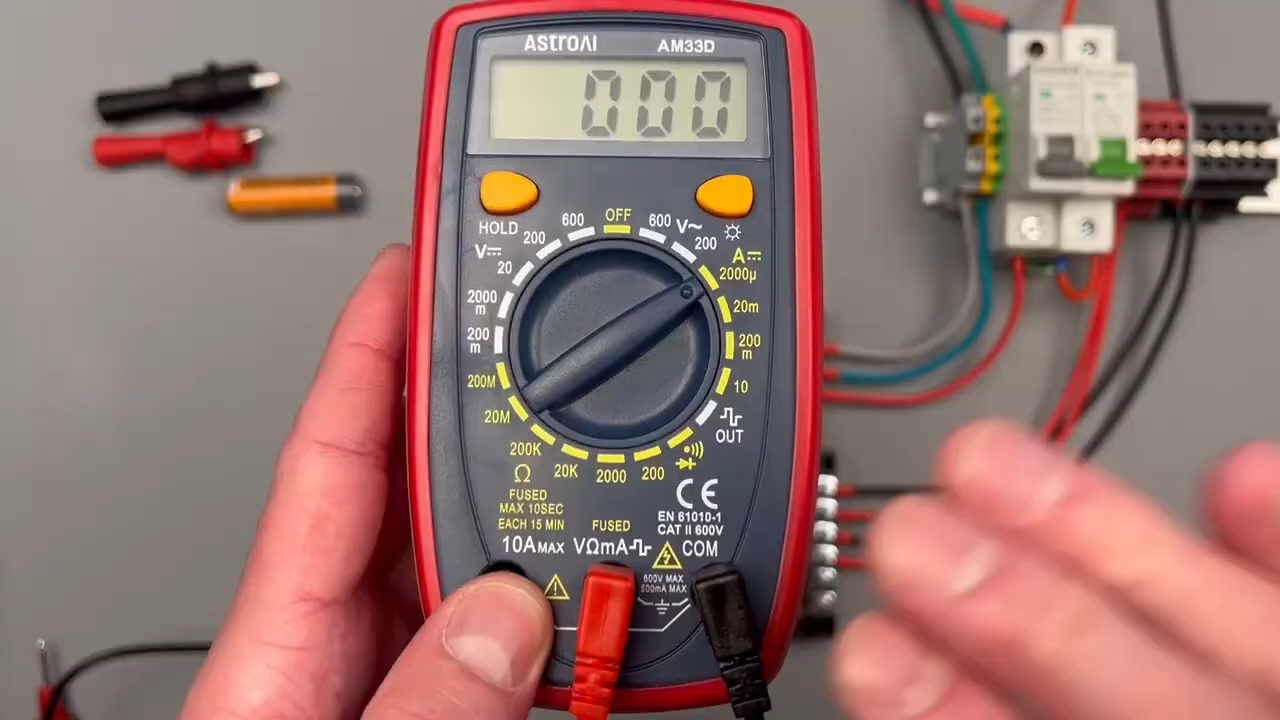 ASTROAI AM33D
000
HOLD
OFF
600
200
V⎓
20
2000
m
200
m
600
V~
200
A⎓
2000µ
20m
200
m
10
OUT
200M
20M
200K
20K
2000
200
Ω
FUSED
MAX 10SEC
EACH 15 MIN
FUSED
CE
EN 61010-1
CAT II 600V
10AMAX VΩmA COM
600V MAX
500mA MAX